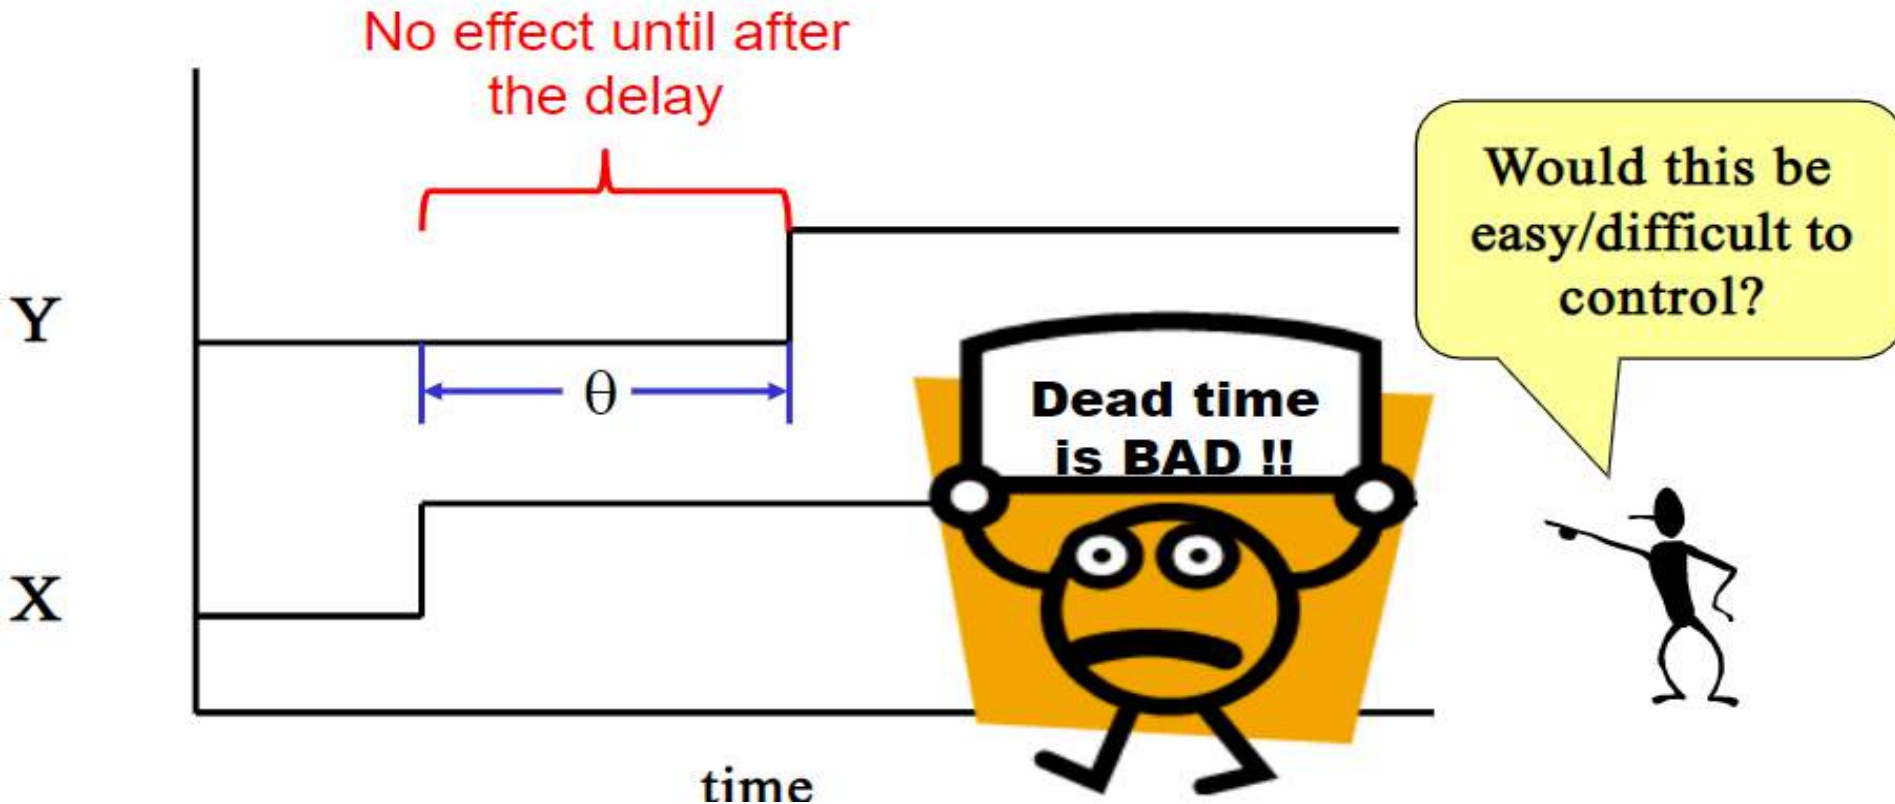 No effect until after
the delay
Would this be
easy/difficult to
control?
Y
θ
Dead time
is BAD !!
X
time